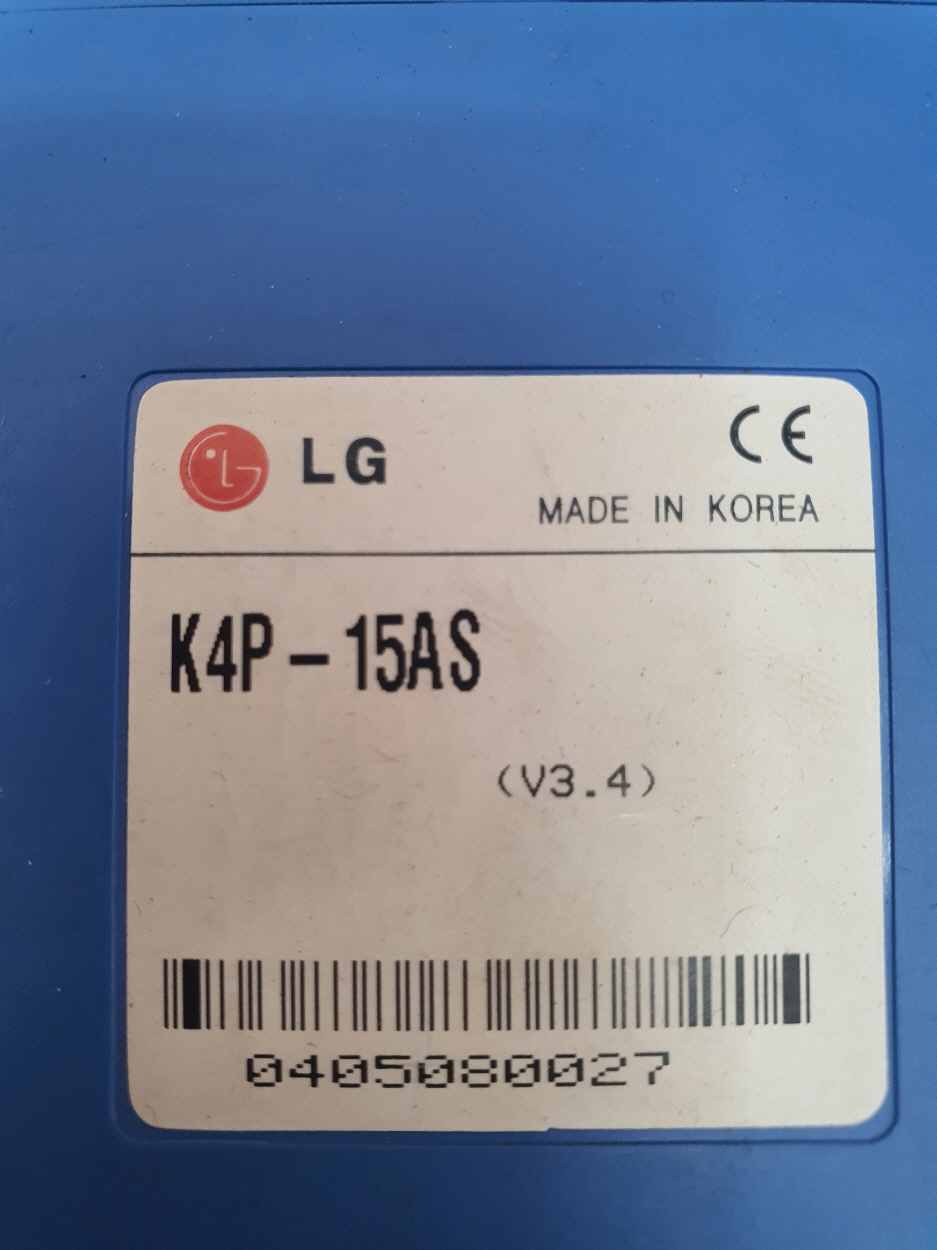 LG
CE
MADE IN KOREA
K4P-15AS
(V3.4)
0405080027